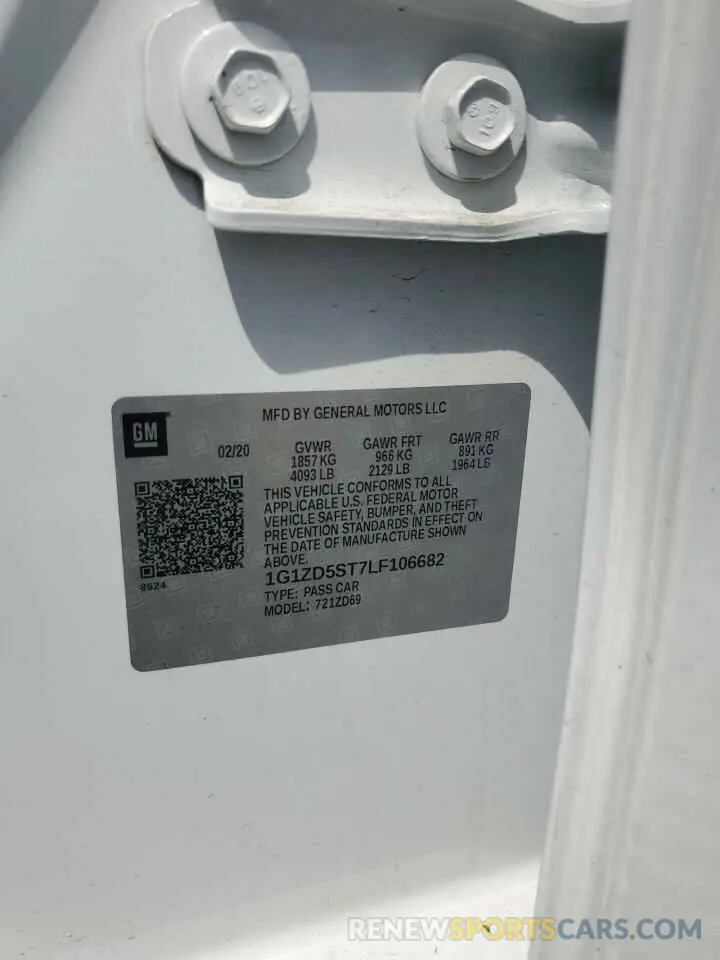 MFD BY GENERAL MOTORS LLC
GM
02/20
GVWR GAWR FRT GAWR RR
1857 KG 966 KG 891 KG
4093 LB 2129 LB 1964 LB
THIS VEHICLE CONFORMS TO ALL
APPLICABLE U.S. FEDERAL MOTOR
VEHICLE SAFETY, BUMPER, AND THEFT
PREVENTION STANDARDS IN EFFECT ON
THE DATE OF MANUFACTURE SHOWN
ABOVE.
1G1ZD5ST7LF106682
TYPE: PASS CAR
MODEL: 721ZD69
RENEWSPORTSCARS.COM